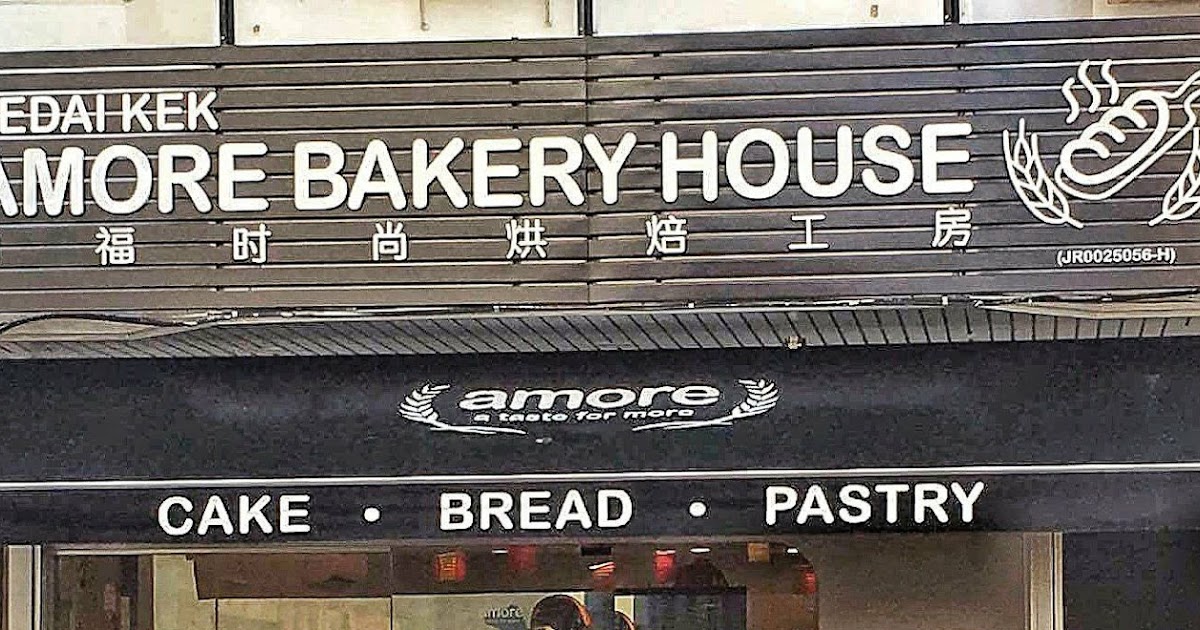 EDAI KEK
AMORE BAKERY HOUSE
福时尚烘焙工房
(JR0025056-H)
amore
a taste for more
CAKE • BREAD • PASTRY
amore